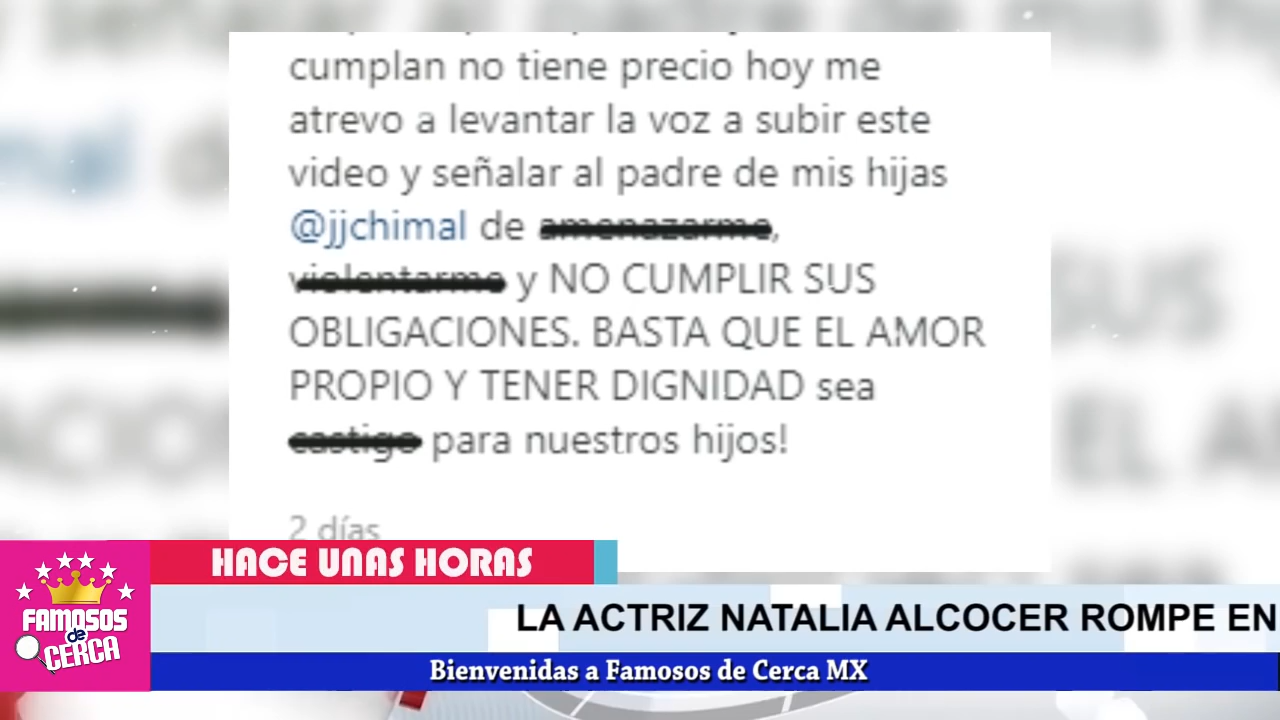 cumplan no tiene precio hoy me
atrevo a levantar la voz a subir este
video y señalar al padre de mis hijas
@jjchimal de amenazarme,
violentarme y NO CUMPLIR SUS
OBLIGACIONES. BASTA QUE EL AMOR
PROPIO Y TENER DIGNIDAD sea
castigo para nuestros hijos!
2 días
HACE UNAS HORAS
LA ACTRIZ NATALIA ALCOCER ROMPE EN
FAMOSOS
de
CERCA
Bienvenidas a Famosos de Cerca MX